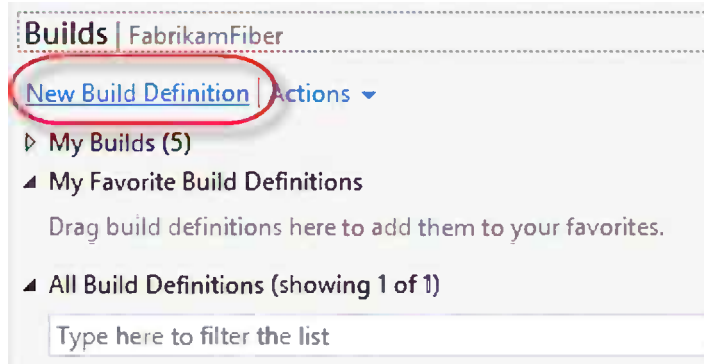 Builds | FabrikamFiber
New Build Definition | Actions
My Builds (5)
My Favorite Build Definitions
Drag build definitions here to add them to your favorites.
All Build Definitions (showing 1 of 1)
Type here to filter the list